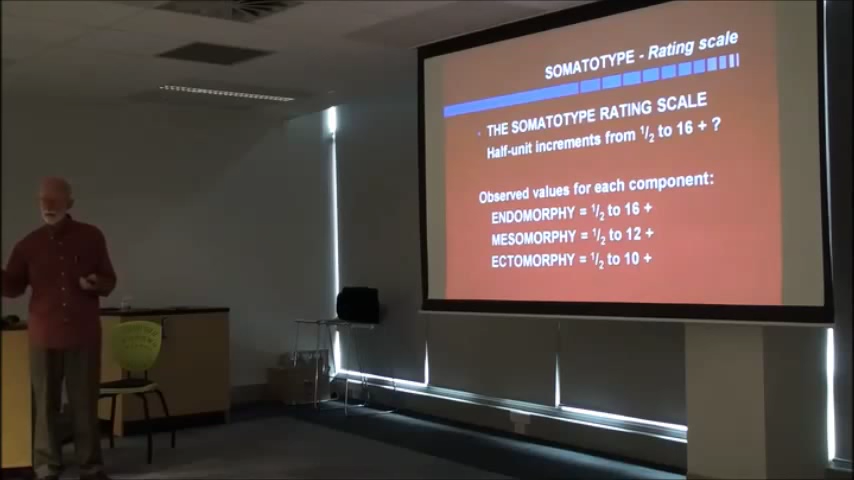 SOMATOTYPE - Rating scale
THE SOMATOTYPE RATING SCALE
Half-unit increments from 1/2 to 16 + ?
Observed values for each component:
ENDOMORPHY = 1/2 to 16 +
MESOMORPHY = 1/2 to 12 +
ECTOMORPHY = 1/2 to 10 +